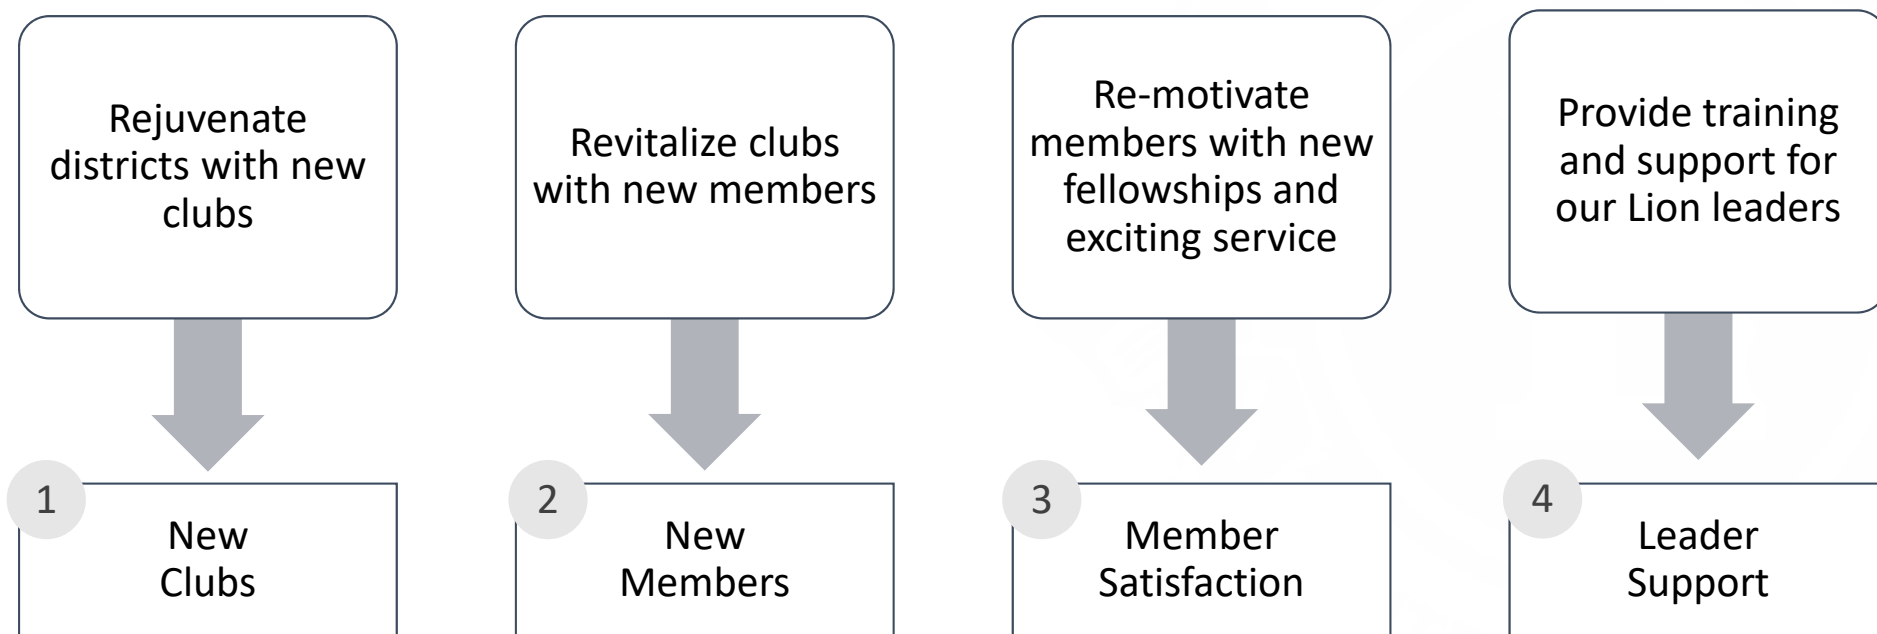 Rejuvenate
districts with new
clubs
Revitalize clubs
with new members
Re-motivate
members with new
fellowships and
exciting service
Provide training
and support for
our Lion leaders
1
New
Clubs
2
New
Members
3
Member
Satisfaction
4
Leader
Support